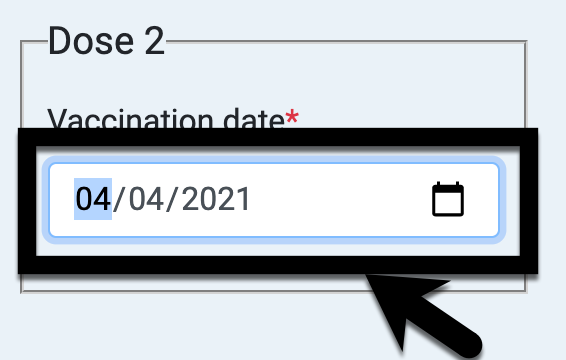 Dose 2
Vaccination date*
04/04/2021